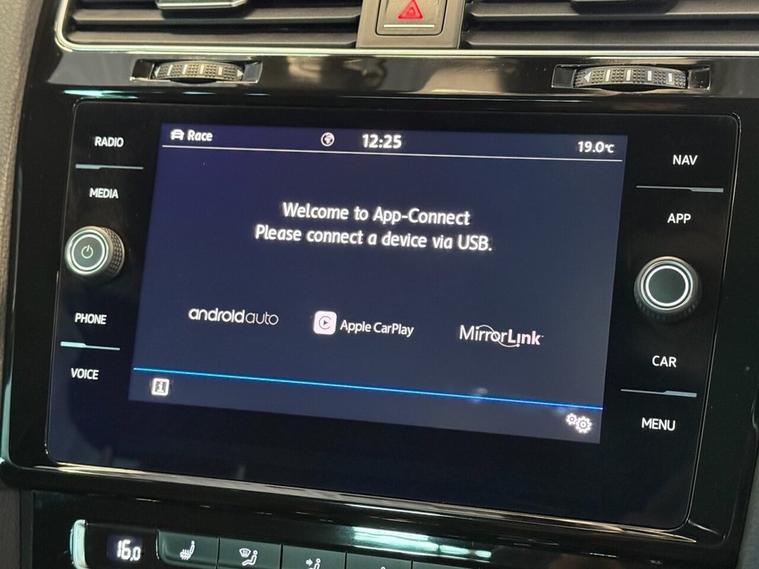 RADIO
MEDIA
PHONE
VOICE
Race
12:25
19.0°C
Welcome to App-Connect
Please connect a device via USB.
androidauto
Apple CarPlay
MirrorLink
NAV
APP
CAR
MENU
16.0